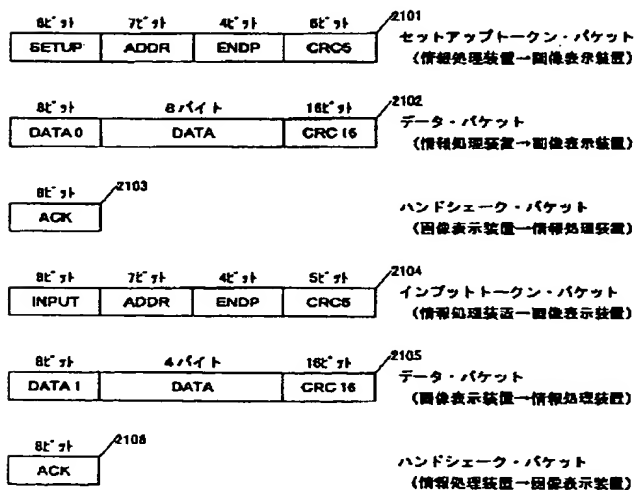 8ビット 7ビット 4ビット 5ビット 2101
SETUP ADDR ENDP CRC5 セットアップトークン・パケット
(情報処理装置→画像表示装置)
8ビット 8バイト 16ビット 2102
DATA 0 DATA CRC 16 データ・パケット
(情報処理装置→画像表示装置)
8ビット 2103
ACK ハンドシェーク・パケット
(画像表示装置→情報処理装置)
8ビット 7ビット 4ビット 5ビット 2104
INPUT ADDR ENDP CRC5 インプットトークン・パケット
(情報処理装置→画像表示装置)
8ビット 4バイト 16ビット 2105
DATA 1 DATA CRC 16 データ・パケット
(画像表示装置→情報処理装置)
8ビット 2106
ACK ハンドシェーク・パケット
(情報処理装置→画像表示装置)